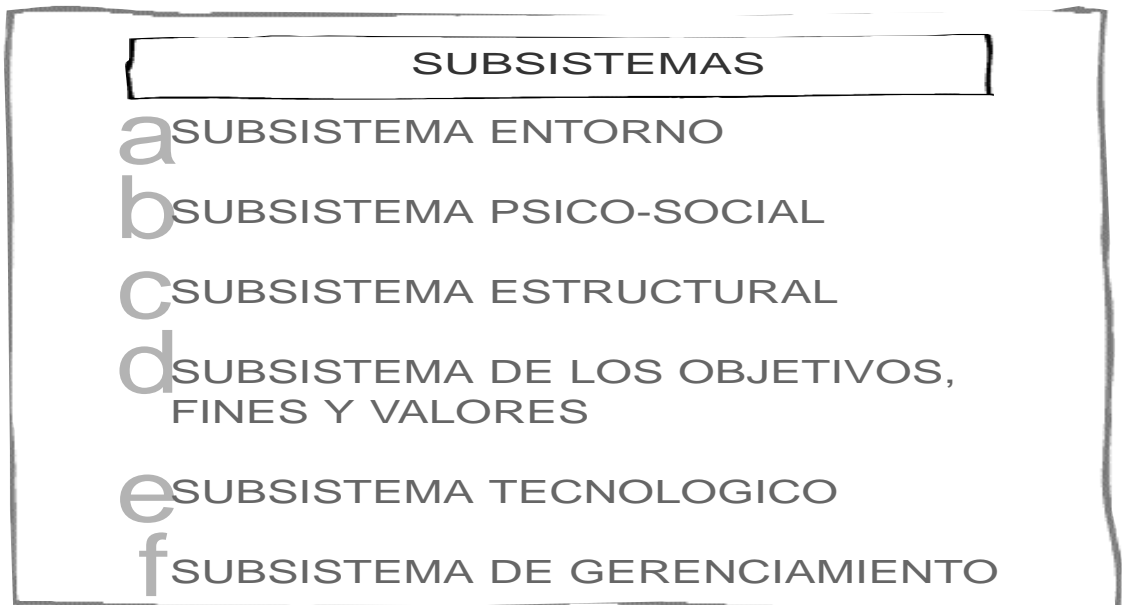 SUBSISTEMAS
a SUBSISTEMA ENTORNO
b SUBSISTEMA PSICO-SOCIAL
c SUBSISTEMA ESTRUCTURAL
d SUBSISTEMA DE LOS OBJETIVOS,
FINES Y VALORES
e SUBSISTEMA TECNOLOGICO
f SUBSISTEMA DE GERENCIAMIENTO